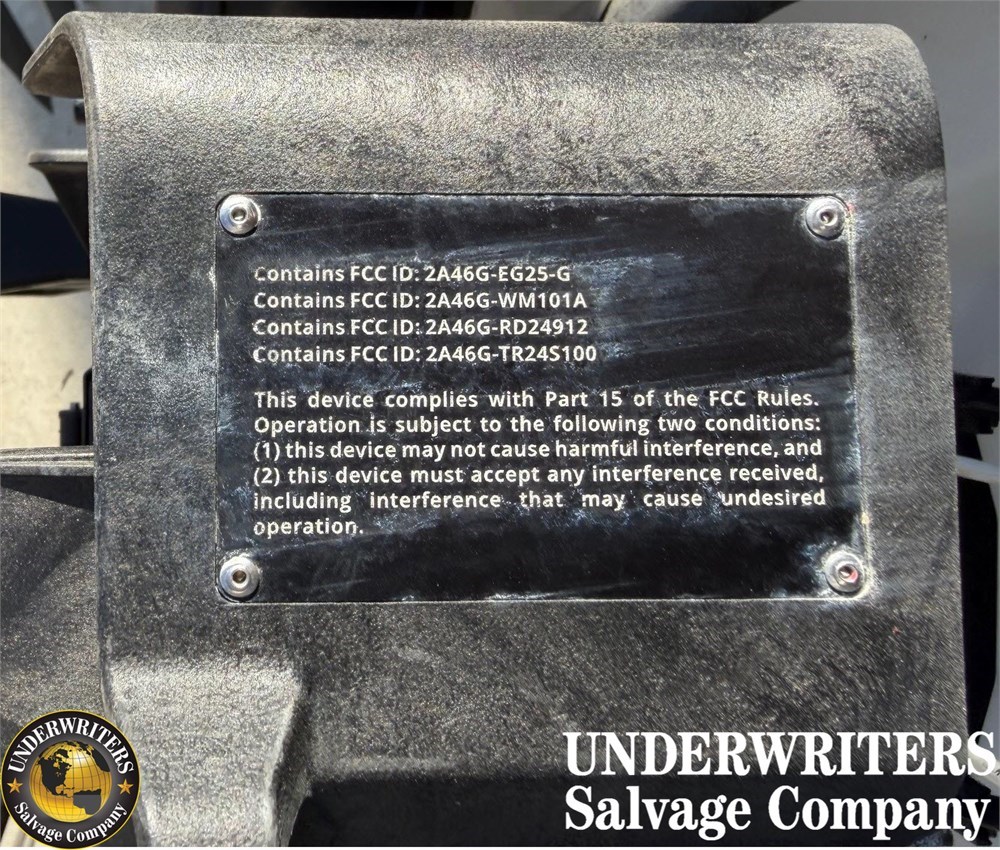 Contains FCC ID: 2A46G-EG25-G
Contains FCC ID: 2A46G-WM101A
Contains FCC ID: 2A46G-RD24912
Contains FCC ID: 2A46G-TR24S100
This device complies with Part 15 of the FCC Rules.
Operation is subject to the following two conditions:
(1) this device may not cause harmful interference, and
(2) this device must accept any interference received,
including interference that may cause undesired
operation.
UNDERWRITERS
Salvage Company
UNDERWRITERS
Salvage Company